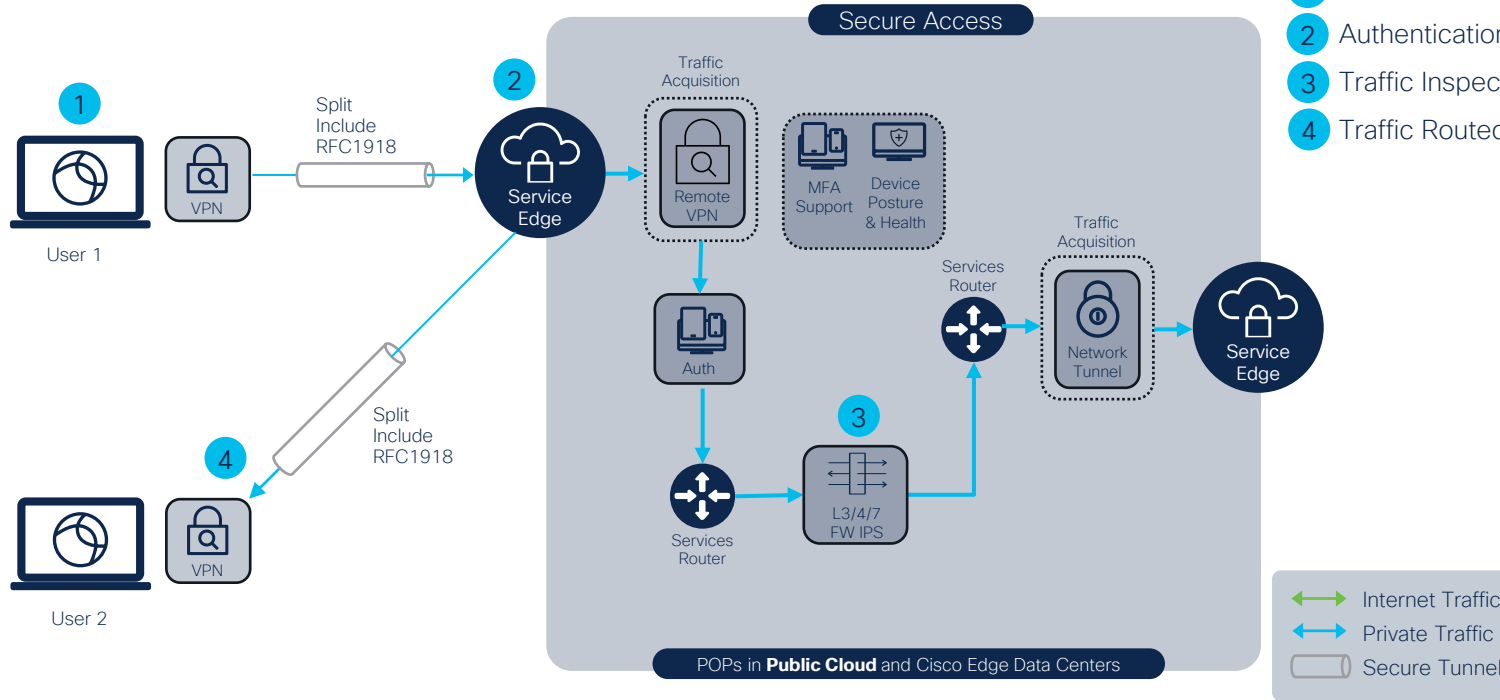 Secure Access
2 Authentication
3 Traffic Inspec
4 Traffic Routed
1
Split
Include
RFC1918
VPN
User 1
2
Service
Edge
Traffic
Acquisition
Remote
VPN
MFA
Support
Device
Posture
& Health
Auth
Services
Router
3
L3/4/7
FW IPS
Services
Router
Traffic
Acquisition
Network
Tunnel
Service
Edge
Split
Include
RFC1918
4
VPN
User 2
POPs in Public Cloud and Cisco Edge Data Centers
Internet Traffic
Private Traffic
Secure Tunnel